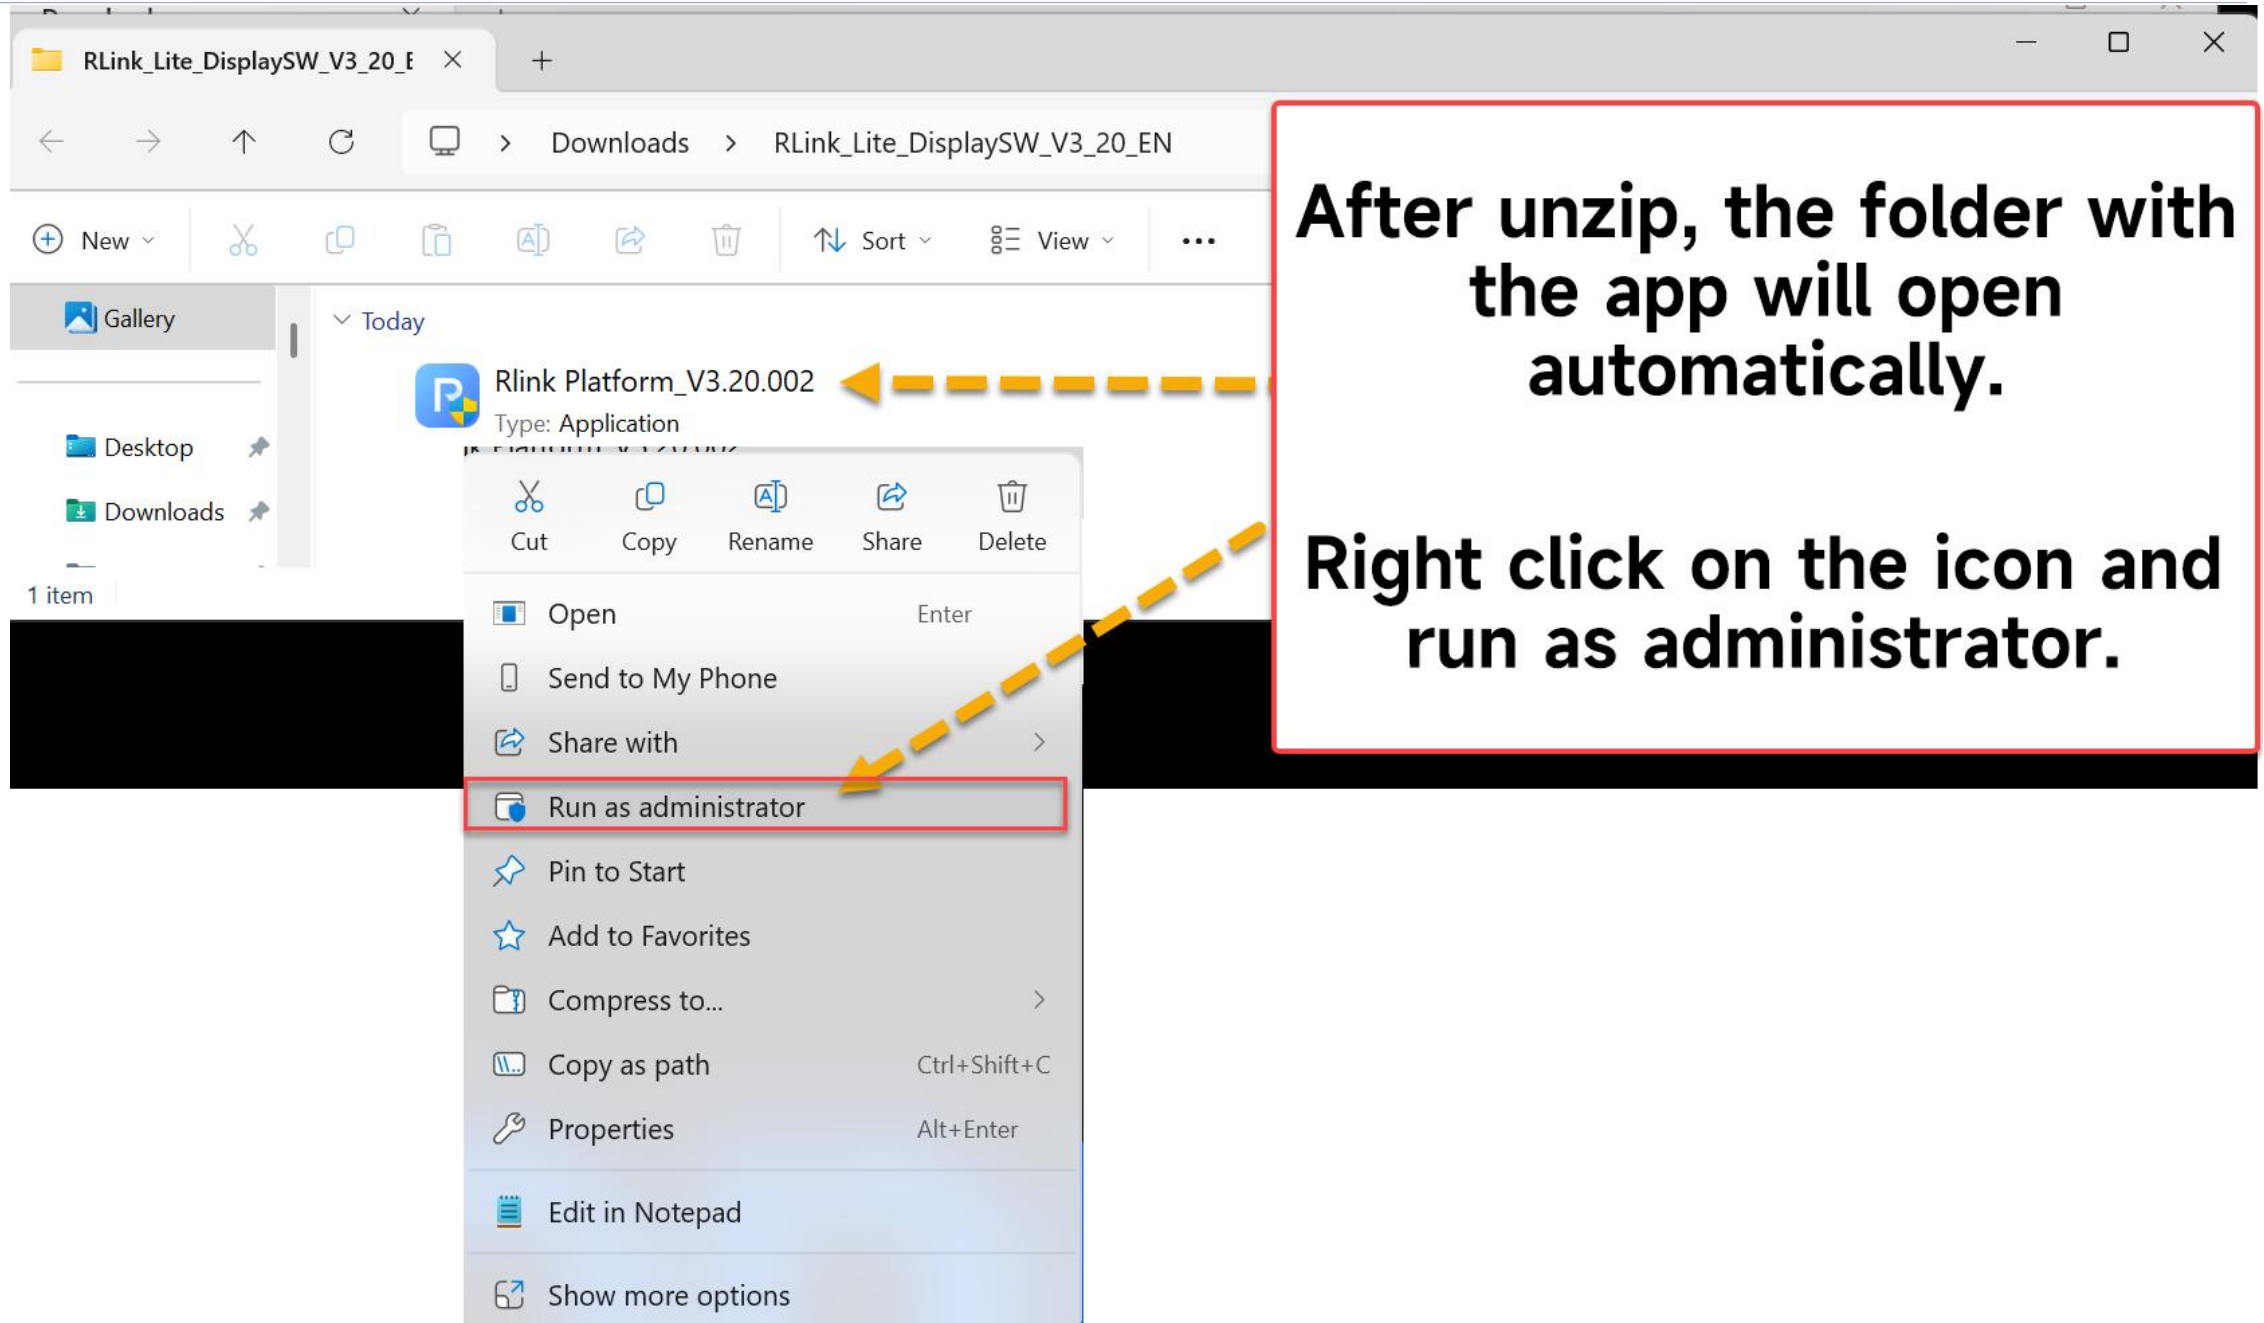 RLink_Lite_DisplaySW_V3_20_E
Downloads > RLink_Lite_DisplaySW_V3_20_EN
New
Sort
View
Gallery
Desktop
Downloads
1 item
Today
Rlink Platform_V3.20.002
Type: Application
Cut
Copy
Rename
Share
Delete
Open Enter
Send to My Phone
Share with
Run as administrator
Pin to Start
Add to Favorites
Compress to...
Copy as path Ctrl+Shift+C
Properties Alt+Enter
Edit in Notepad
Show more options
After unzip, the folder with
the app will open
automatically.
Right click on the icon and
run as administrator.